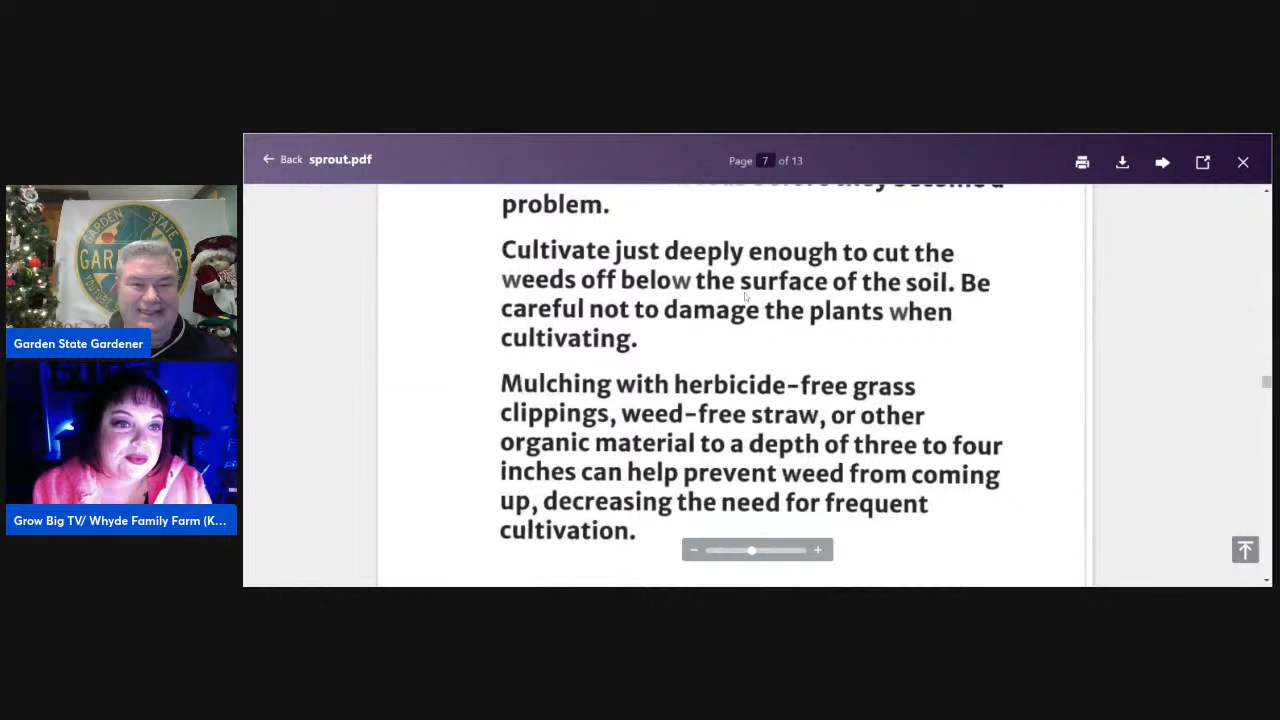 Back sprout.pdf
Page 7 of 13
problem.
Cultivate just deeply enough to cut the
weeds off below the surface of the soil. Be
careful not to damage the plants when
cultivating.
Mulching with herbicide-free grass
clippings, weed-free straw, or other
organic material to a depth of three to four
inches can help prevent weed from coming
up, decreasing the need for frequent
cultivation.
GARDEN STATE
GAR
Garden State Gardener
Grow Big TV/ Whyde Family Farm (K...